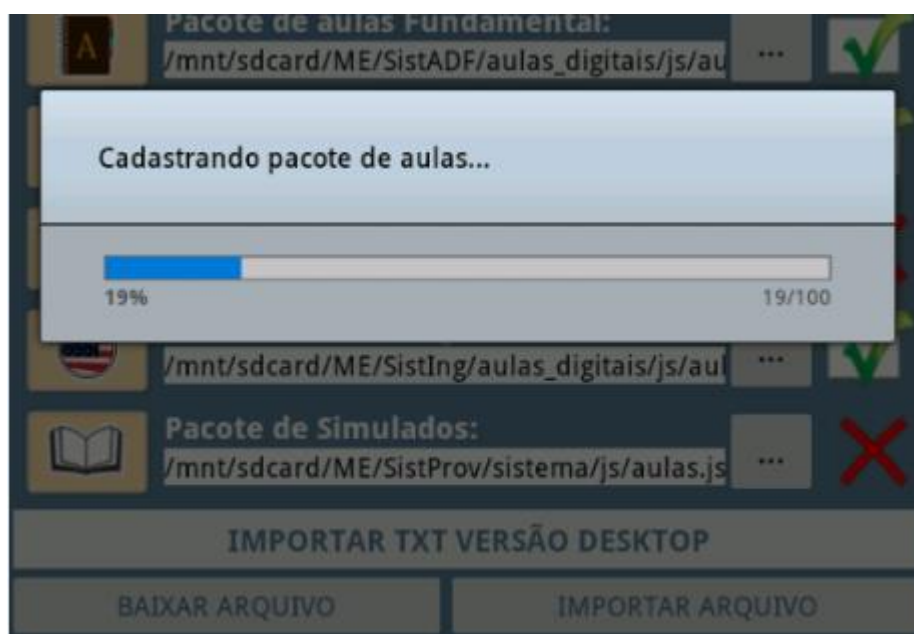 Pacote de aulas Fundamental:
/mnt/sdcard/ME/SistADF/aulas_digitais/js/au
...
A
Cadastrando pacote de aulas...
19%
19/100
/mnt/sdcard/ME/SistIng/aulas_digitais/js/aul
...
Pacote de Simulados:
/mnt/sdcard/ME/SistProv/sistema/js/aulas.js
...
IMPORTAR TXT VERSÃO DESKTOP
BAIXAR ARQUIVO
IMPORTAR ARQUIVO